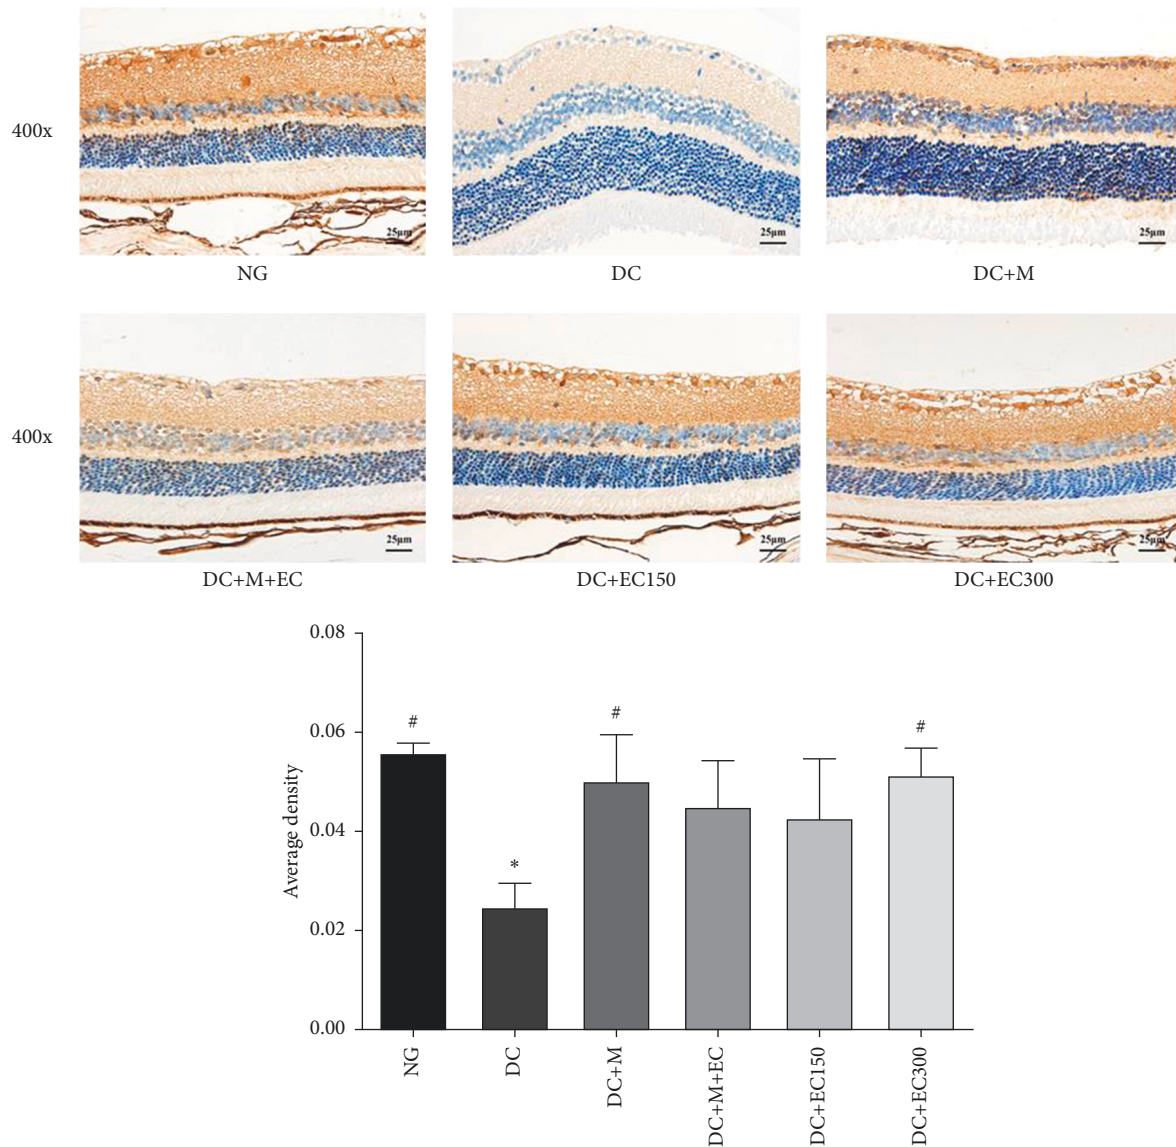 400x
25μm
25μm
25μm
NG
DC
DC+M
400x
25μm
25μm
25μm
DC+M+EC
DC+EC150
DC+EC300
0.08
0.06
0.04
0.02
0.00
Average density
#
*
#
#
NG
DC
DC+M
DC+M+EC
DC+EC150
DC+EC300